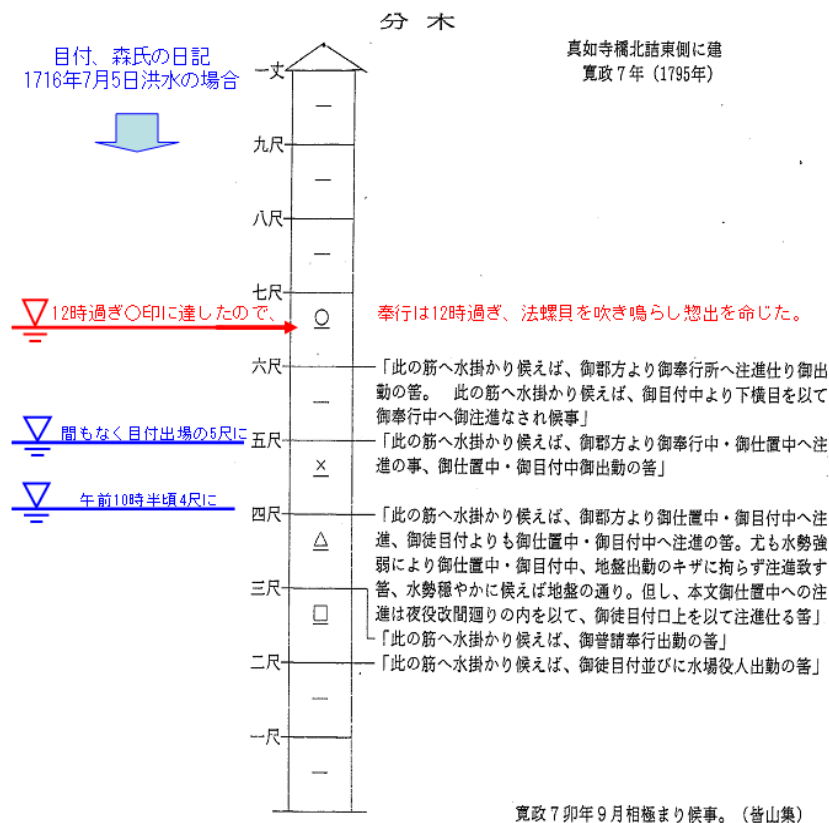 分木
目付、森氏の日記
1716年7月5日洪水の場合
真如寺橋北詰東側に建
寛政7年（1795年）
一丈
九尺
八尺
七尺
12時過ぎ〇印に達したので、
奉行は12時過ぎ、法螺貝を吹き鳴らし惣出を命じた。
六尺
「此の筋へ水掛かり候えば、御郡方より御奉行所へ注進仕り御出
勤の筈。　此の筋へ水掛かり候えば、御目付中より下横目を以て
御奉行中へ御注進なされ候事」
間もなく目付出場の5尺に
五尺
「此の筋へ水掛かり候えば、御郡方より御奉行中・御仕置中へ注
進の事、御仕置中・御目付中御出勤の筈」
午前10時半頃4尺に
四尺
「此の筋へ水掛かり候えば、御郡方より御仕置中・御目付中へ注
進、御徒目付よりも御仕置中・御目付中へ注進の筈。尤も水勢強
弱により御仕置中・御目付中、地盤出勤のキザに拘らず注進致す
筈、水勢穏やかに候えば地盤の通り。但し、本文御仕置中への注
進は夜役改間廻りの内を以て、御徒目付口上を以て注進仕る筈」
三尺
「此の筋へ水掛かり候えば、御普請奉行出勤の筈」
二尺
「此の筋へ水掛かり候えば、御徒目付並びに水場役人出勤の筈」
一尺
寛政7卯年9月相極まり候事。（皆山集）